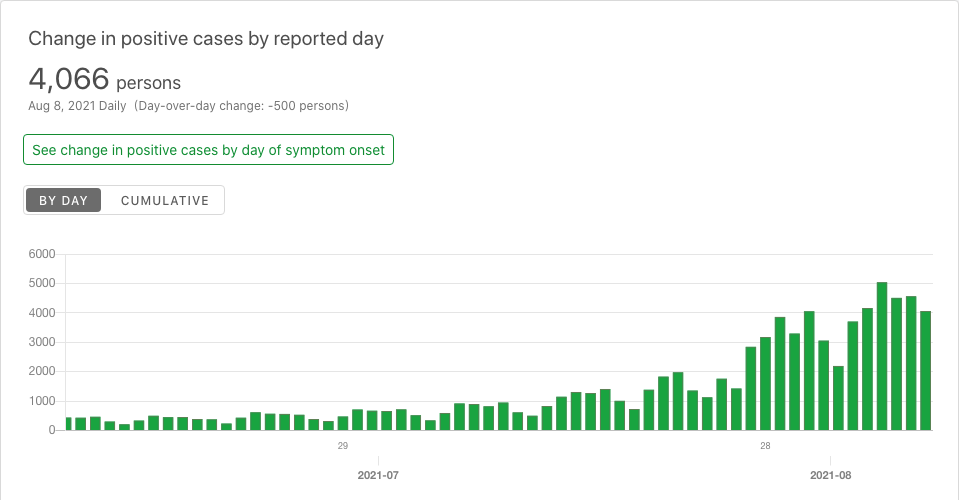 Change in positive cases by reported day
4,066 persons
Aug 8, 2021 Daily (Day-over-day change: -500 persons)
See change in positive cases by day of symptom onset
BY DAY CUMULATIVE
6000
5000
4000
3000
2000
1000
0
29 28
2021-07 2021-08